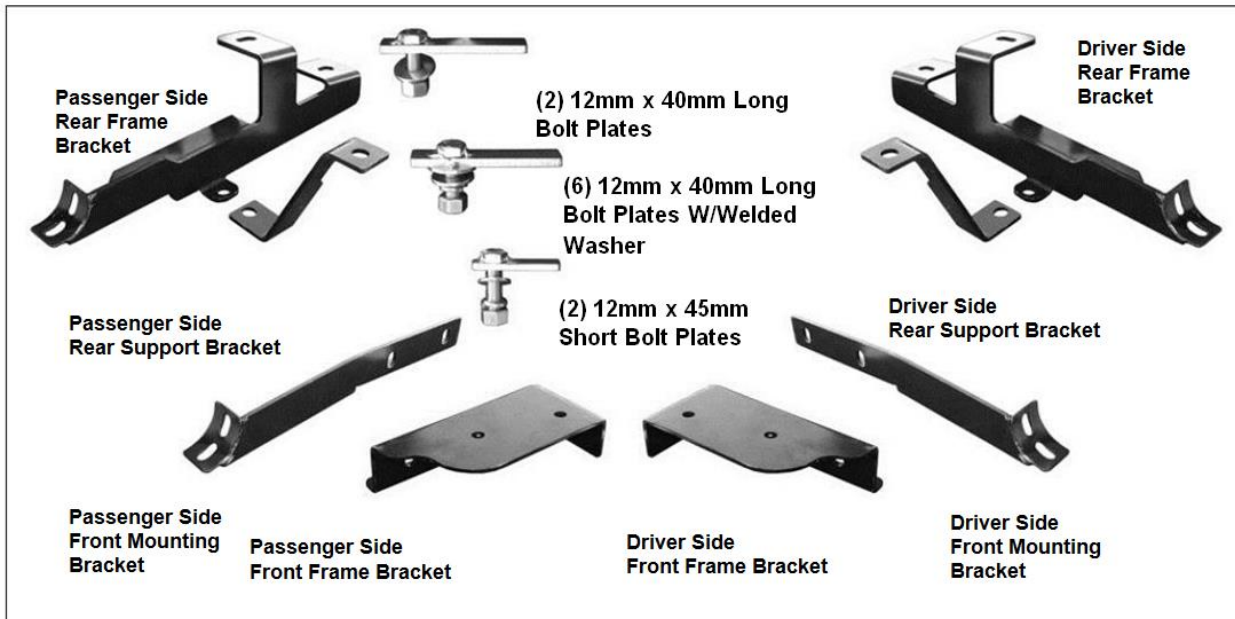 Passenger Side
Rear Frame
Bracket
(2) 12mm x 40mm Long
Bolt Plates
Driver Side
Rear Frame
Bracket
(6) 12mm x 40mm Long
Bolt Plates W/Welded
Washer
Passenger Side
Rear Support Bracket
(2) 12mm x 45mm
Short Bolt Plates
Driver Side
Rear Support Bracket
Passenger Side
Front Mounting
Bracket
Passenger Side
Front Frame Bracket
Driver Side
Front Frame Bracket
Driver Side
Front Mounting
Bracket